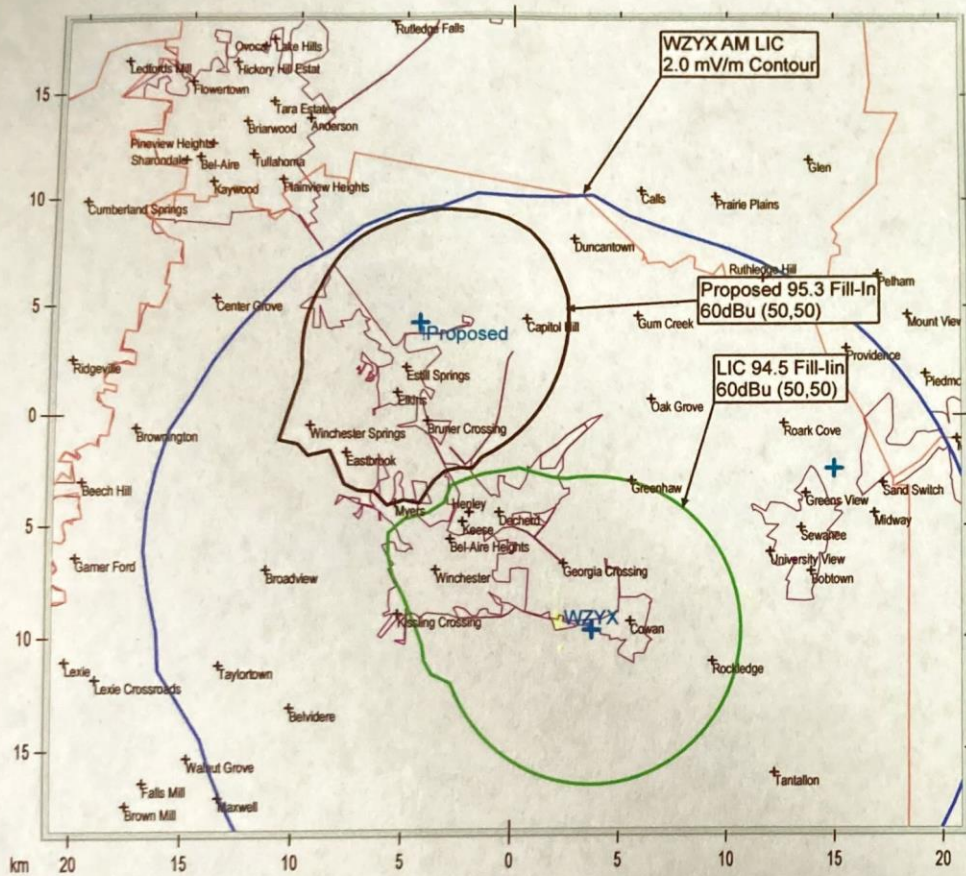 Rutledge Falls
Ovoca
Lake Hills
WZYX AM LIC
2.0 mV/m Contour
Ledfords Mill
Hickory Hill Estat
Flowertown
15
Tara Estates
Briarwood
Anderson
Pineview Heights
Sharondale
Bel-Aire
Tullahoma
Glen
Kaywood
Plainview Heights
10
Cumberland Springs
Calls
Prairie Plains
Duncantown
Ruthledge Hill
Pelham
Proposed 95.3 Fill-In
60dBu (50,50)
5
Center Grove
!Proposed
Capitol Hill
Gum Creek
Mount View
Providence
LIC 94.5 Fill-Iin
60dBu (50,50)
Ridgeville
Estill Springs
Piedmo
Elkins
Oak Grove
0
Brownington
Winchester Springs
Bruner Crossing
Roark Cove
Eastbrook
Beech Hill
Greenhaw
Greens View
Sand Switch
Myers
Henley
Decherd
Midway
5
Keese
Sewanee
Bel-Aire Heights
Garner Ford
Broadview
Winchester
Georgia Crossing
University View
Bobtown
Kissling Crossing
WZYX
Cowan
10
Lexie
Lexie Crossroads
Taylortown
Rockledge
Belvidere
15
Walnut Grove
Tantallon
Falls Mill
Brown Mill
Maxwell
km 20 15 10 5 0 5 10 15 20